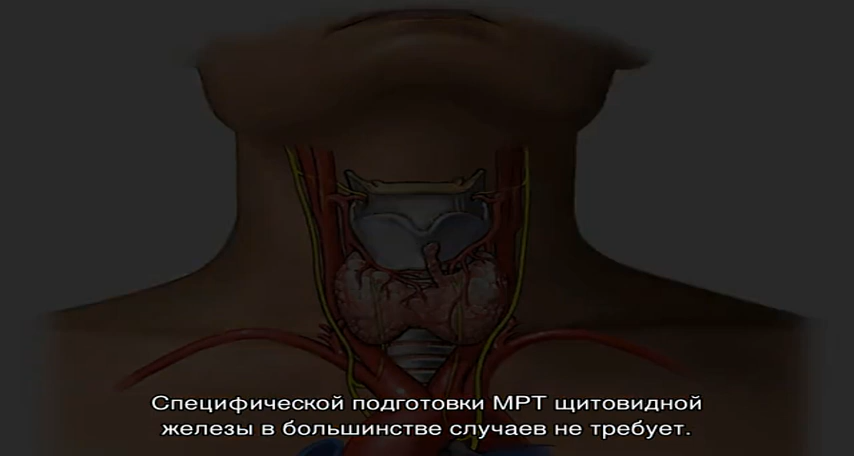 Специфической подготовки МРТ щитовидной
железы в большинстве случаев не требует.